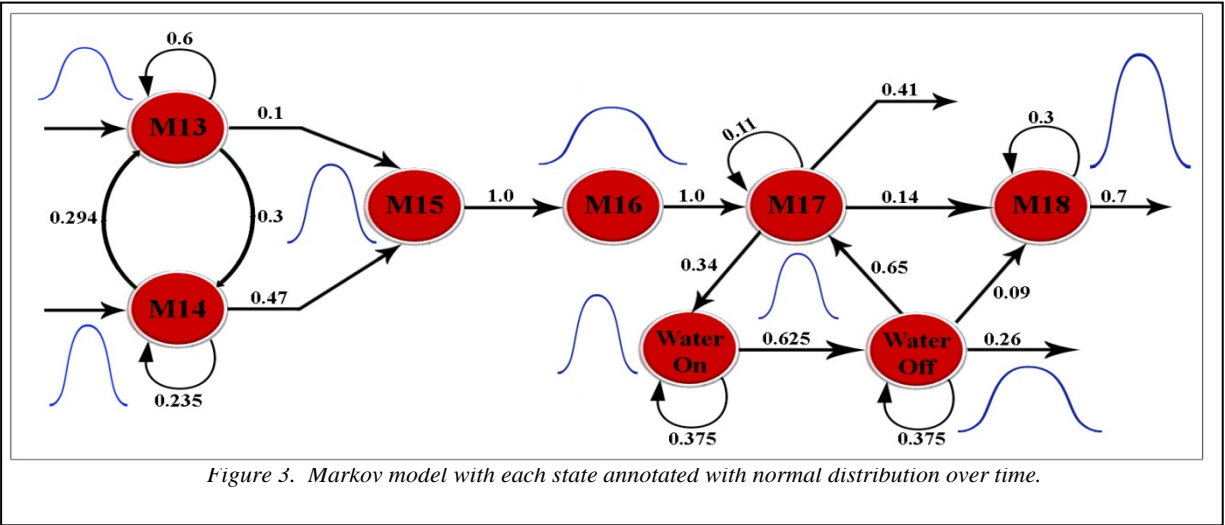 0.6
M13
0.1
0.294
0.3
M14
0.47
0.235
M15
1.0
M16
1.0
0.11
M17
0.41
0.14
0.3
M18
0.7
0.34
0.65
0.09
Water
On
0.625
0.375
Water
Off
0.26
0.375
Figure 3. Markov model with each state annotated with normal distribution over time.